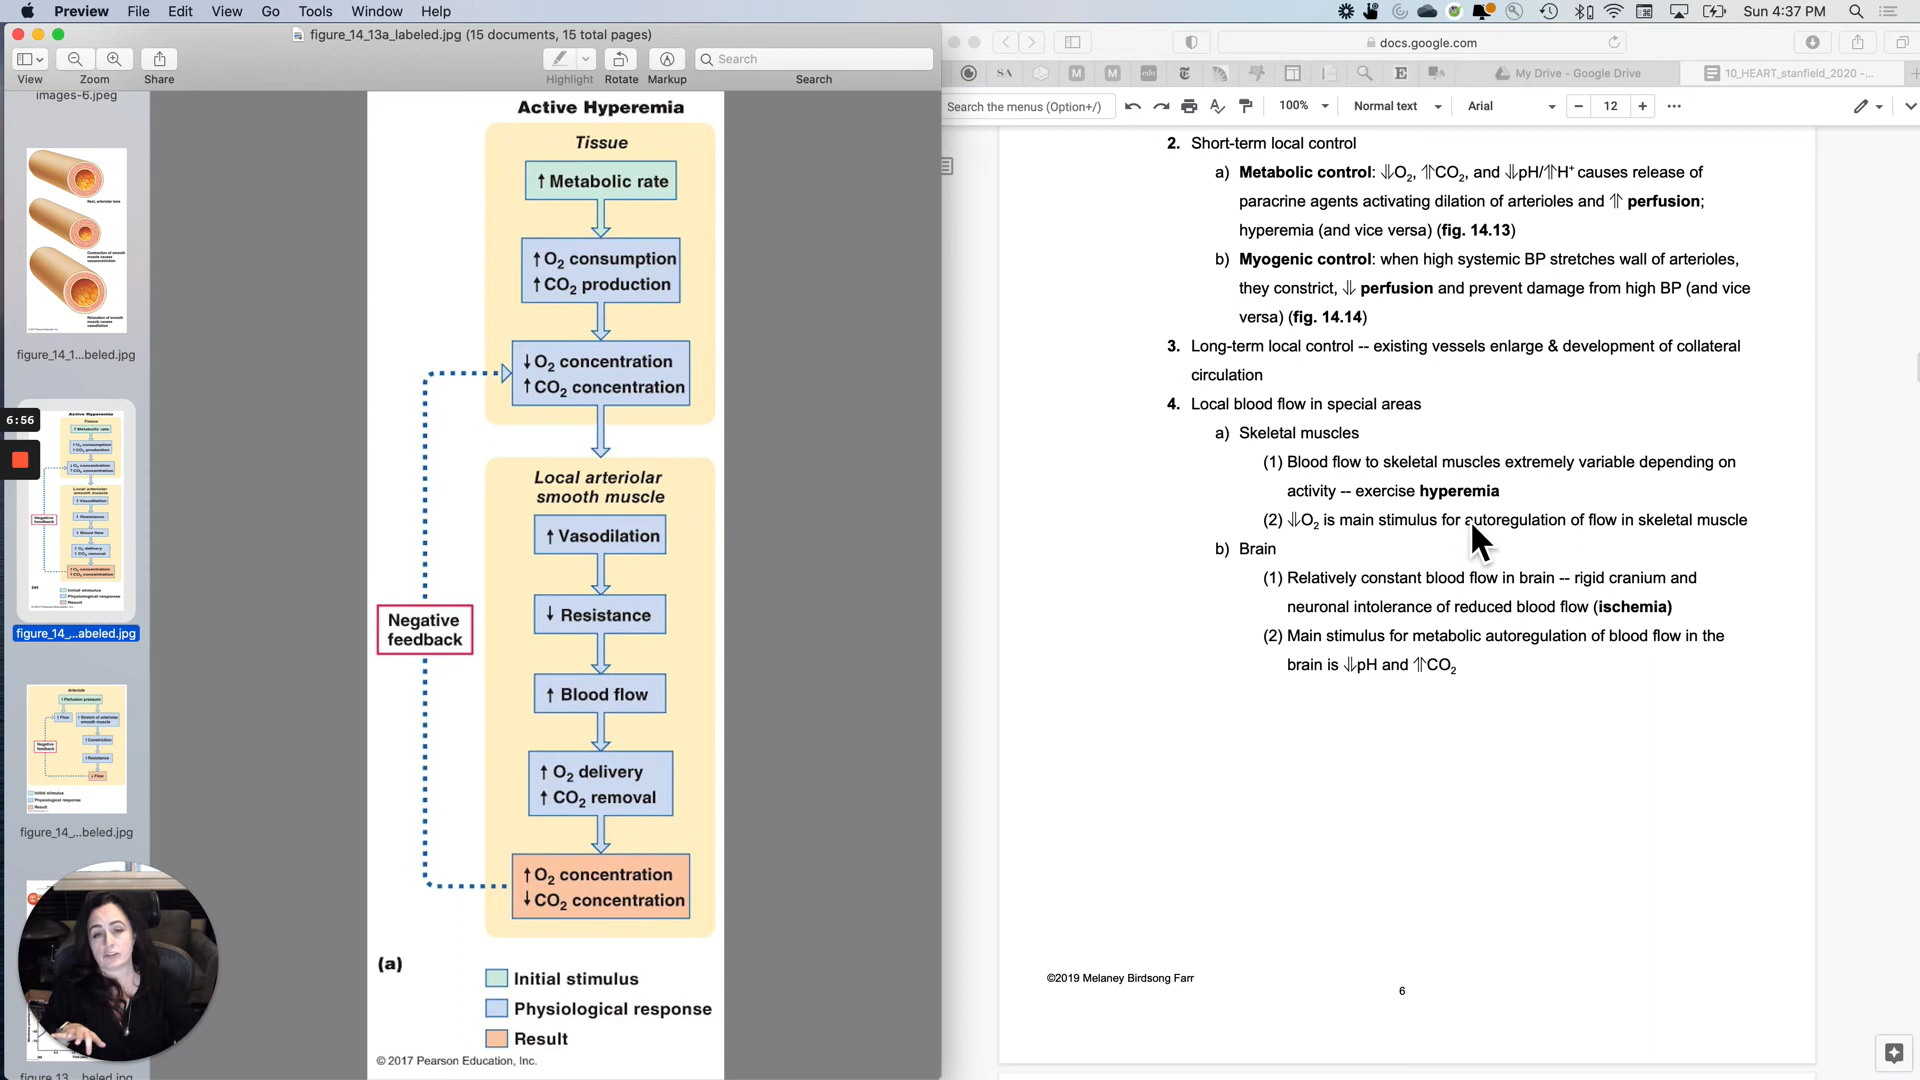 Preview File Edit View Go Tools Window Help
Sun 4:37 PM
figure_14_13a_labeled.jpg (15 documents, 15 total pages)
View
Zoom
Share
Highlight
Rotate
Markup
Search
Search
docs.google.com
My Drive - Google Drive
10_HEART_stanfield_2020 -...
Search the menus (Option+/)
100%
Normal text
Arial
12
images-6.jpeg
figure_14_1...beled.jpg
6:56
figure_14_...abeled.jpg
figure_14_...beled.jpg
Active Hyperemia
Tissue
↑ Metabolic rate
↑ O₂ consumption
↑ CO₂ production
↓ O₂ concentration
↑ CO₂ concentration
Local arteriolar
smooth muscle
↑ Vasodilation
↓ Resistance
Negative
feedback
↑ Blood flow
↑ O₂ delivery
↑ CO₂ removal
↑ O₂ concentration
↓ CO₂ concentration
(a)
Initial stimulus
Physiological response
Result
© 2017 Pearson Education, Inc.
2. Short-term local control
a) Metabolic control: ⇓O₂, ⇑CO₂, and ⇓pH/⇑H⁺ causes release of
paracrine agents activating dilation of arterioles and ⇑ perfusion;
hyperemia (and vice versa) (fig. 14.13)
b) Myogenic control: when high systemic BP stretches wall of arterioles,
they constrict, ⇓ perfusion and prevent damage from high BP (and vice
versa) (fig. 14.14)
3. Long-term local control -- existing vessels enlarge & development of collateral
circulation
4. Local blood flow in special areas
a) Skeletal muscles
(1) Blood flow to skeletal muscles extremely variable depending on
activity -- exercise hyperemia
(2) ⇓O₂ is main stimulus for autoregulation of flow in skeletal muscle
b) Brain
(1) Relatively constant blood flow in brain -- rigid cranium and
neuronal intolerance of reduced blood flow (ischemia)
(2) Main stimulus for metabolic autoregulation of blood flow in the
brain is ⇓pH and ⇑CO₂
©2019 Melaney Birdsong Farr
6